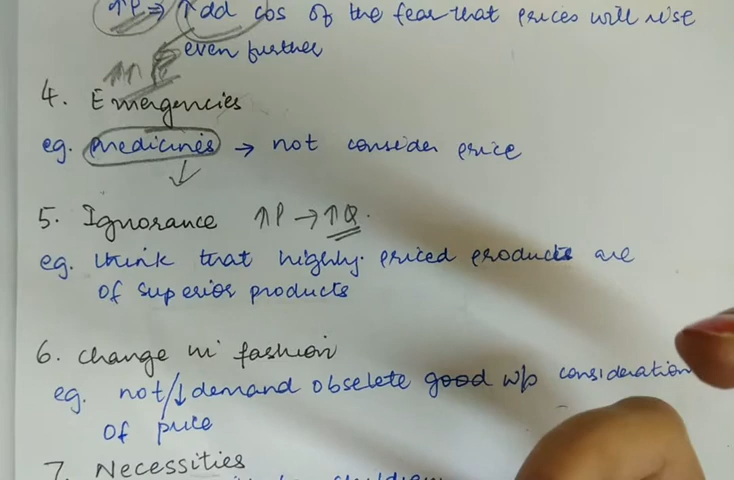 ↑P ⇒ ↑dd cos of the fear that prices will rise
even further
↑↑↑ P
4. Emergencies
eg. medicines → not consider price
5. Ignorance ↑P → ↑Q.
eg. think that highly priced products are
of superior products
6. change in fashion
eg. not/↓ demand obselete good w/o consideration
of price
7. Necessities